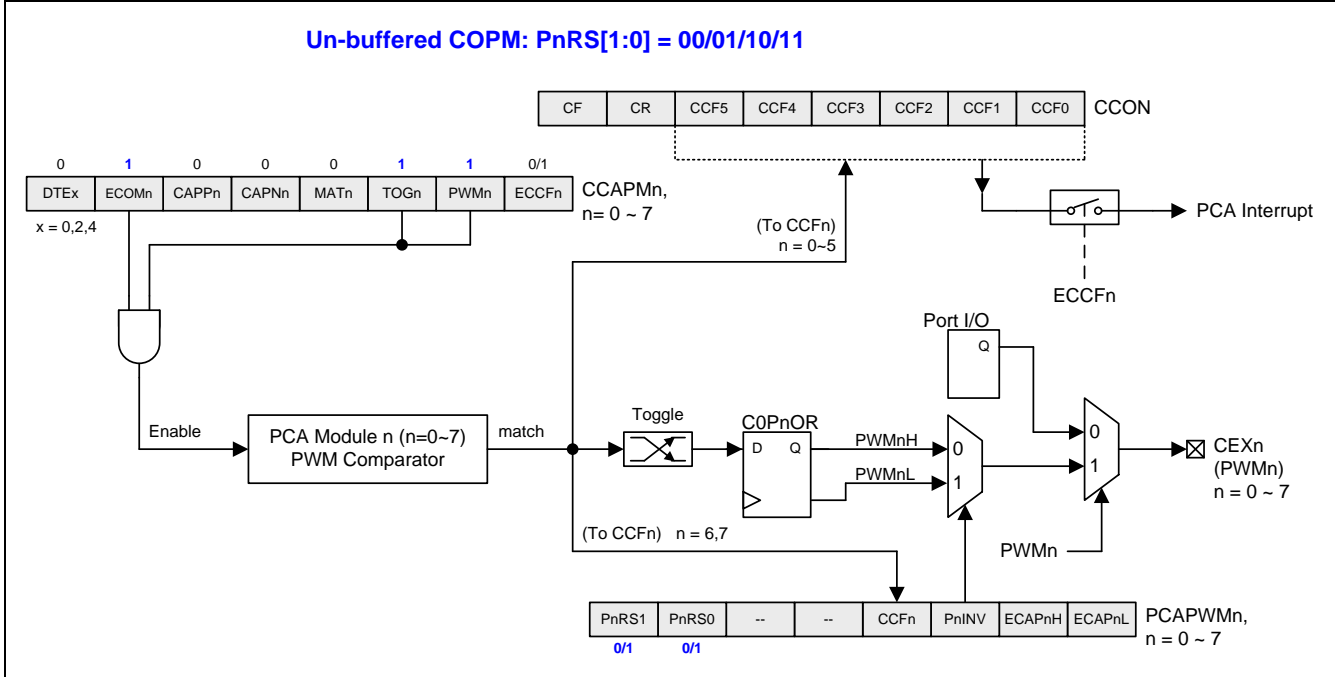 Un-buffered COPM: PnRS[1:0] = 00/01/10/11
CF CR CCF5 CCF4 CCF3 CCF2 CCF1 CCF0 CCON
0 1 0 0 0 1 1 0/1
DTEx ECOMn CAPPn CAPNn MATn TOGn PWMn ECCFn CCAPMn,
n= 0 ~ 7
x = 0,2,4
(To CCFn)
n = 0~5
PCA Interrupt
ECCFn
Port I/O
Q
Enable
PCA Module n (n=0~7)
PWM Comparator
match
Toggle
C0PnOR
D Q
PWMnH
PWMnL
0
1
0
1
CEXn
(PWMn)
n = 0 ~ 7
(To CCFn) n = 6,7
PWMn
PnRS1 PnRS0 -- -- CCFn PnINV ECAPnH ECAPnL PCAPWMn,
n = 0 ~ 7
0/1 0/1